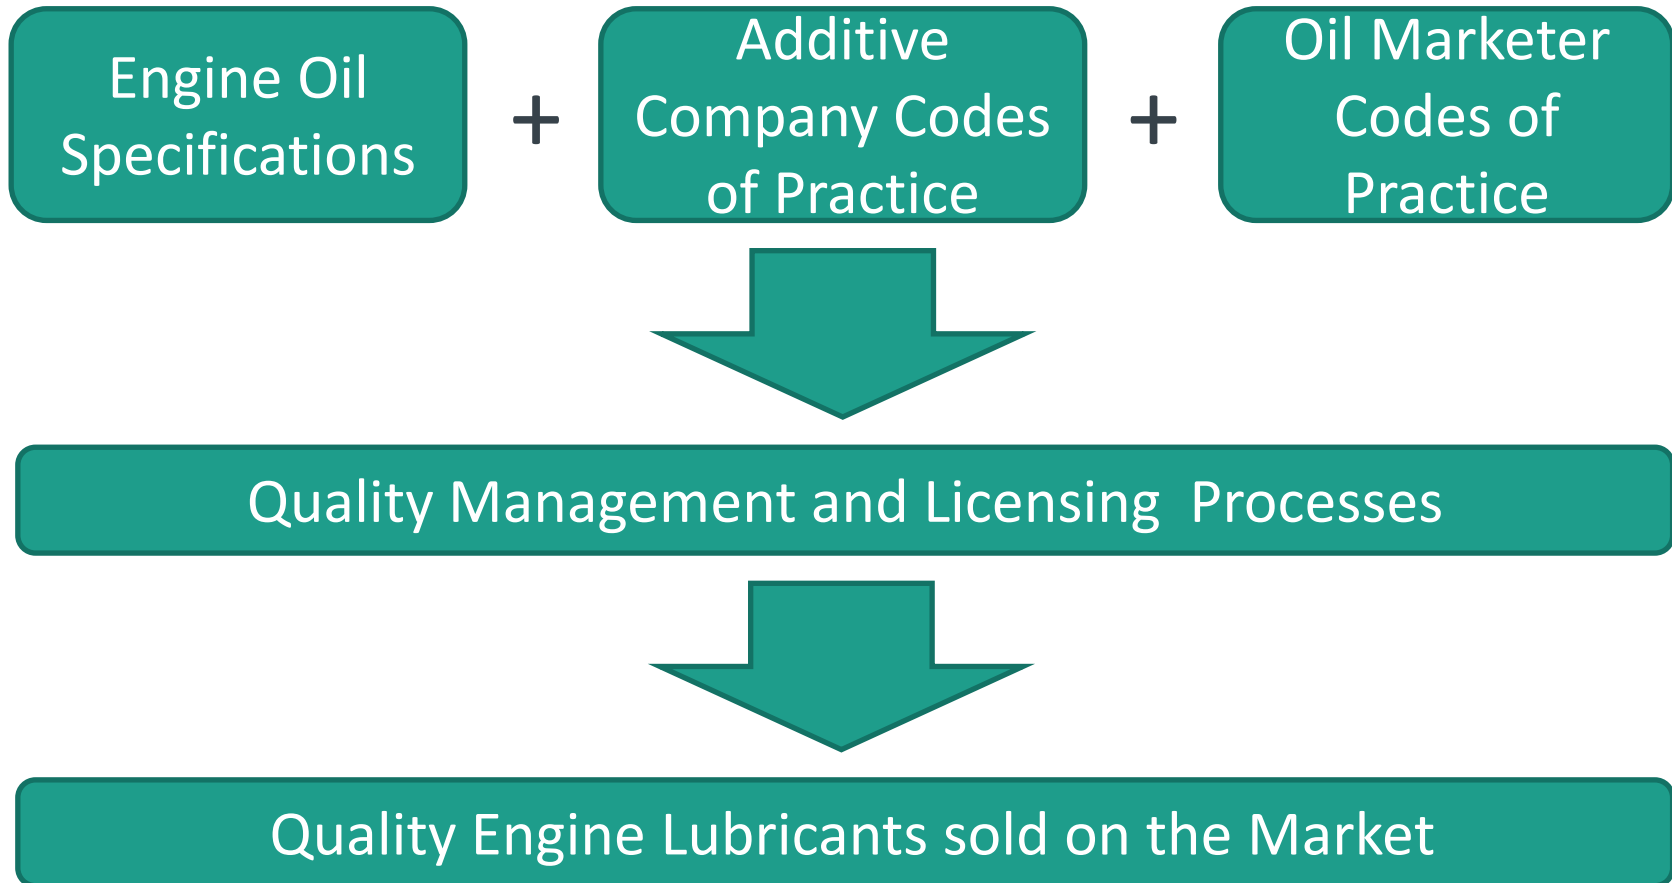 Engine Oil
Specifications
+
Additive
Company Codes
of Practice
+
Oil Marketer
Codes of
Practice
Quality Management and Licensing  Processes
Quality Engine Lubricants sold on the Market